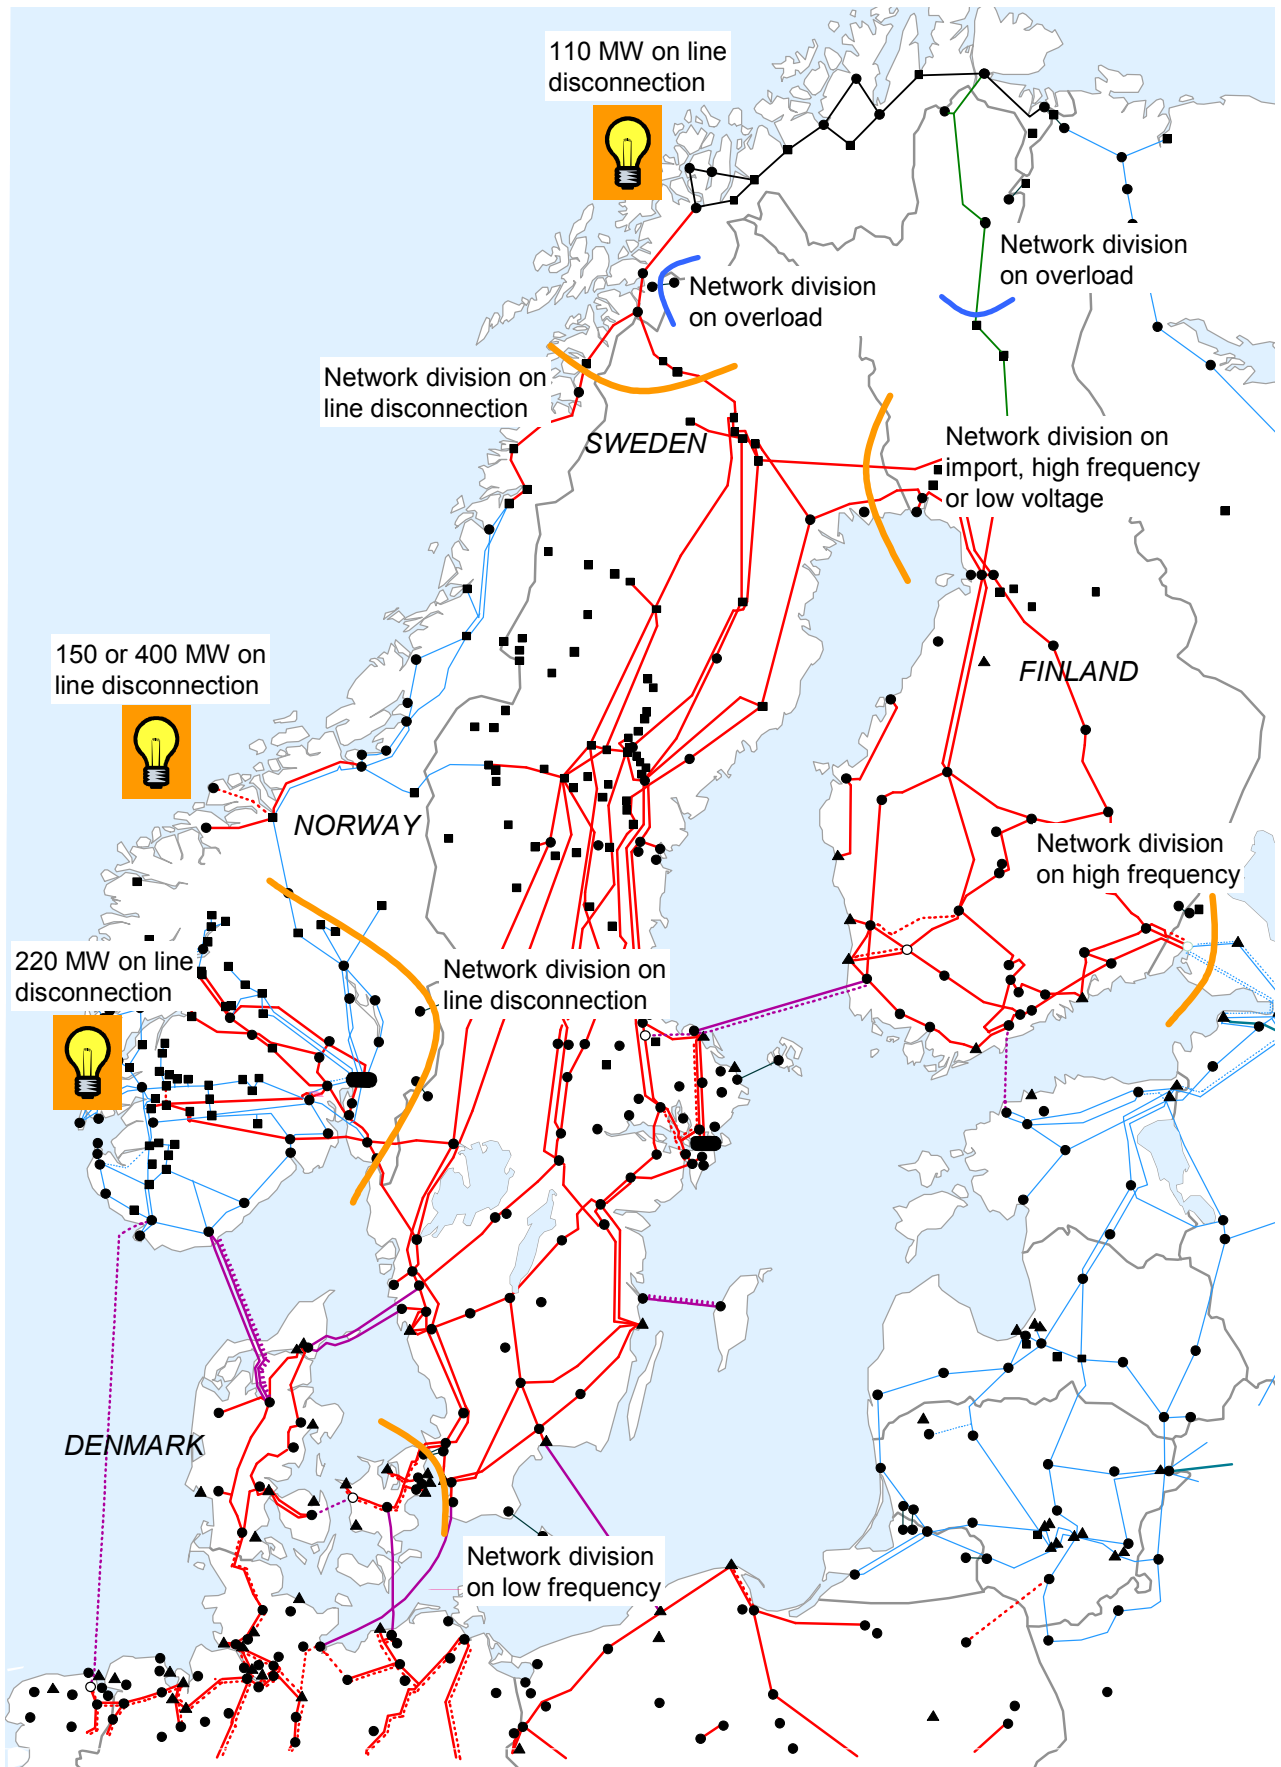 110 MW on line
disconnection
Network division
on overload
Network division
on overload
Network division on
line disconnection
SWEDEN
Network division on
import, high frequency
or low voltage
150 or 400 MW on
line disconnection
FINLAND
NORWAY
Network division
on high frequency
220 MW on line
disconnection
Network division on
line disconnection
DENMARK
Network division
on low frequency